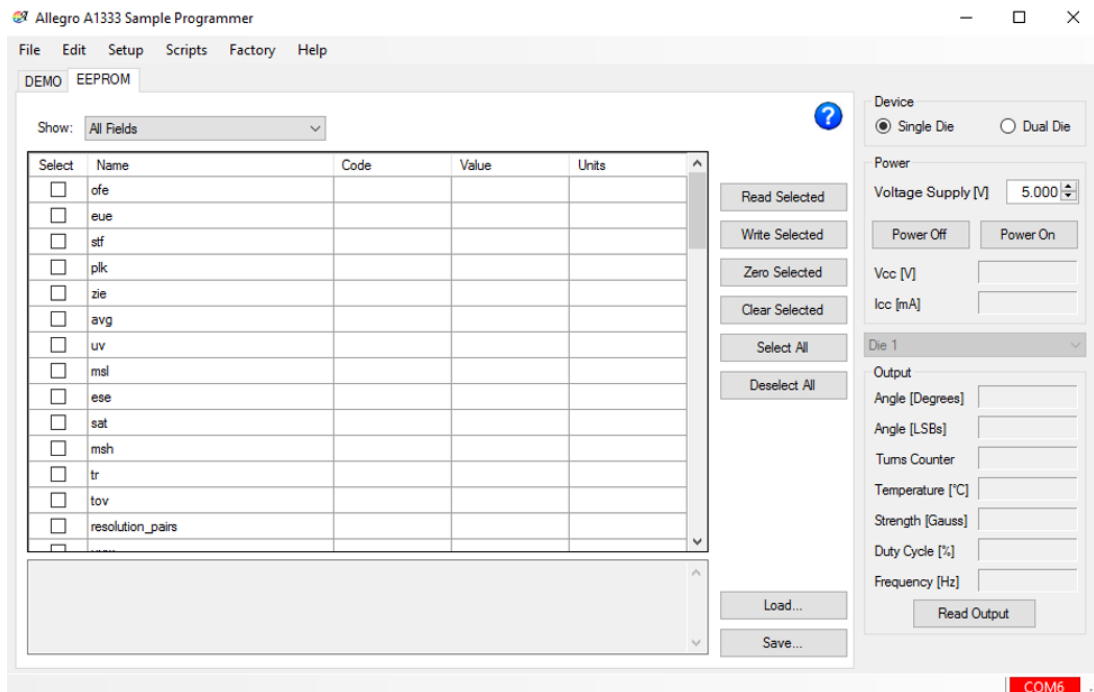 Allegro A1333 Sample Programmer
File Edit Setup Scripts Factory Help
DEMO EEPROM
Show: All Fields
?
Select Name Code Value Units
ofe
eue
stf
plk
zie
avg
uv
msl
ese
sat
msh
tr
tov
resolution_pairs
Read Selected
Write Selected
Zero Selected
Clear Selected
Select All
Deselect All
Load...
Save...
Device
Single Die Dual Die
Power
Voltage Supply [V] 5.000
Power Off Power On
Vcc [V]
Icc [mA]
Die 1
Output
Angle [Degrees]
Angle [LSBs]
Turns Counter
Temperature [°C]
Strength [Gauss]
Duty Cycle [%]
Frequency [Hz]
Read Output
COM6